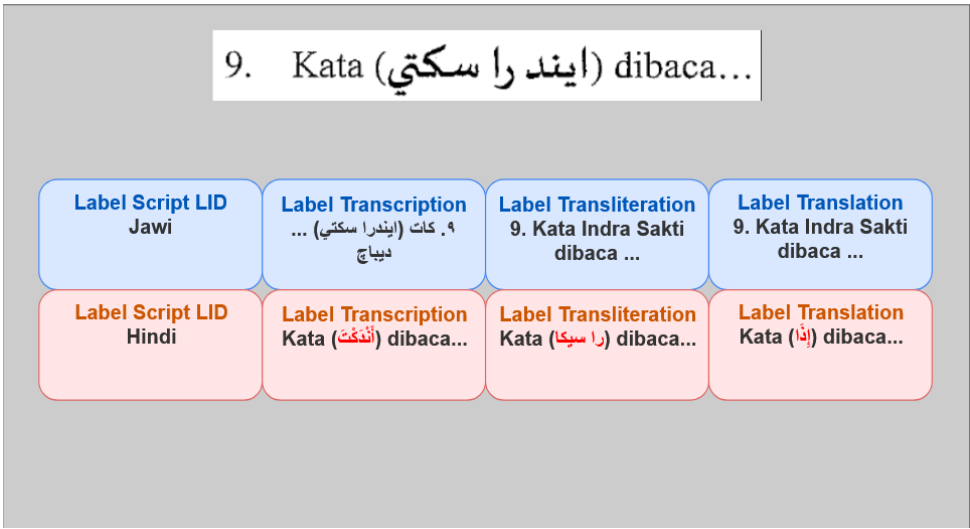 9. Kata (ايند را سكتي) dibaca...
Label Script LID
Jawi
Label Transcription
٩. كات (ايندرا سكتي) ...
ديباچ
Label Transliteration
9. Kata Indra Sakti
dibaca ...
Label Translation
9. Kata Indra Sakti
dibaca ...
Label Script LID
Hindi
Label Transcription
Kata (أَنْدَكْتَ) dibaca...
Label Transliteration
Kata (را سيكا) dibaca...
Label Translation
Kata (إِذَا) dibaca...